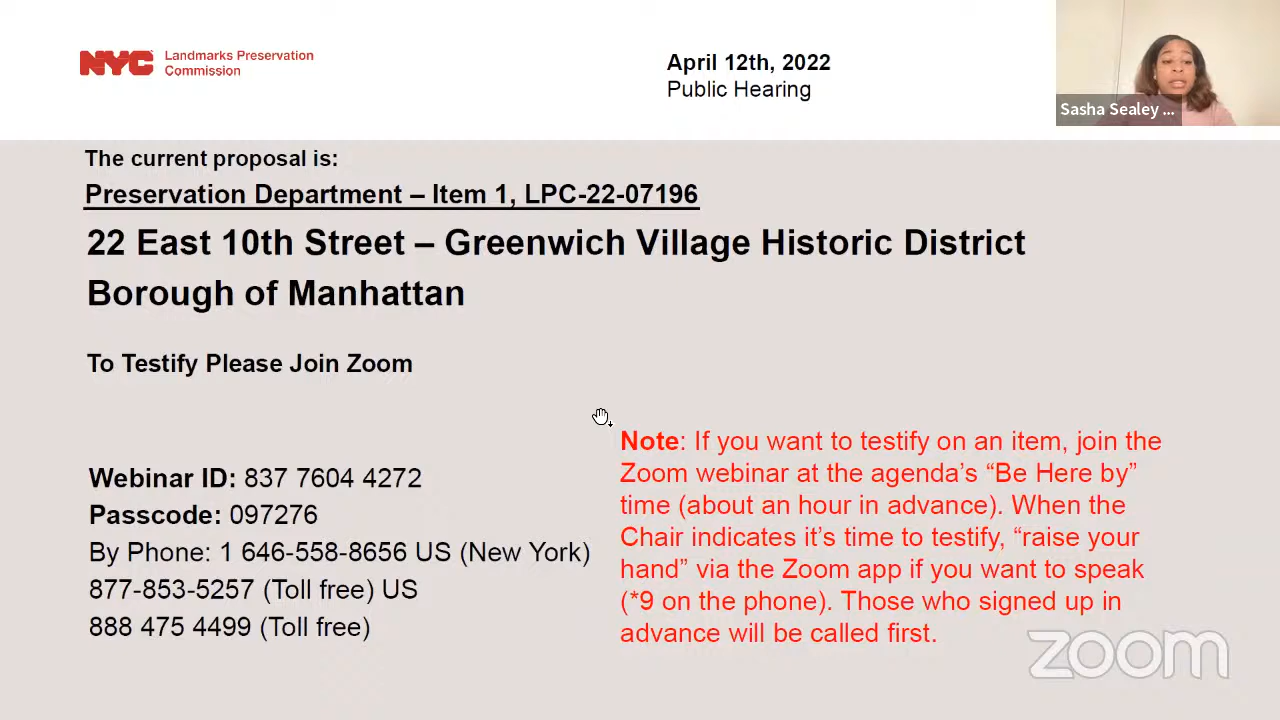 NYC Landmarks Preservation
Commission
April 12th, 2022
Public Hearing
Sasha Sealey ...
The current proposal is:
Preservation Department – Item 1, LPC-22-07196
22 East 10th Street – Greenwich Village Historic District
Borough of Manhattan
To Testify Please Join Zoom
Webinar ID: 837 7604 4272
Passcode: 097276
By Phone: 1 646-558-8656 US (New York)
877-853-5257 (Toll free) US
888 475 4499 (Toll free)
Note: If you want to testify on an item, join the
Zoom webinar at the agenda’s “Be Here by”
time (about an hour in advance). When the
Chair indicates it’s time to testify, “raise your
hand” via the Zoom app if you want to speak
(*9 on the phone). Those who signed up in
advance will be called first.
zoom